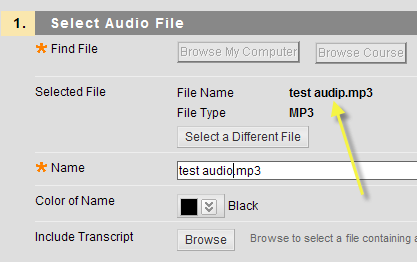 1. Select Audio File
* Find File Browse My Computer Browse Course
Selected File File Name test audip.mp3
File Type MP3
Select a Different File
* Name test audio.mp3
Color of Name Black
Include Transcript Browse Browse to select a file containing a